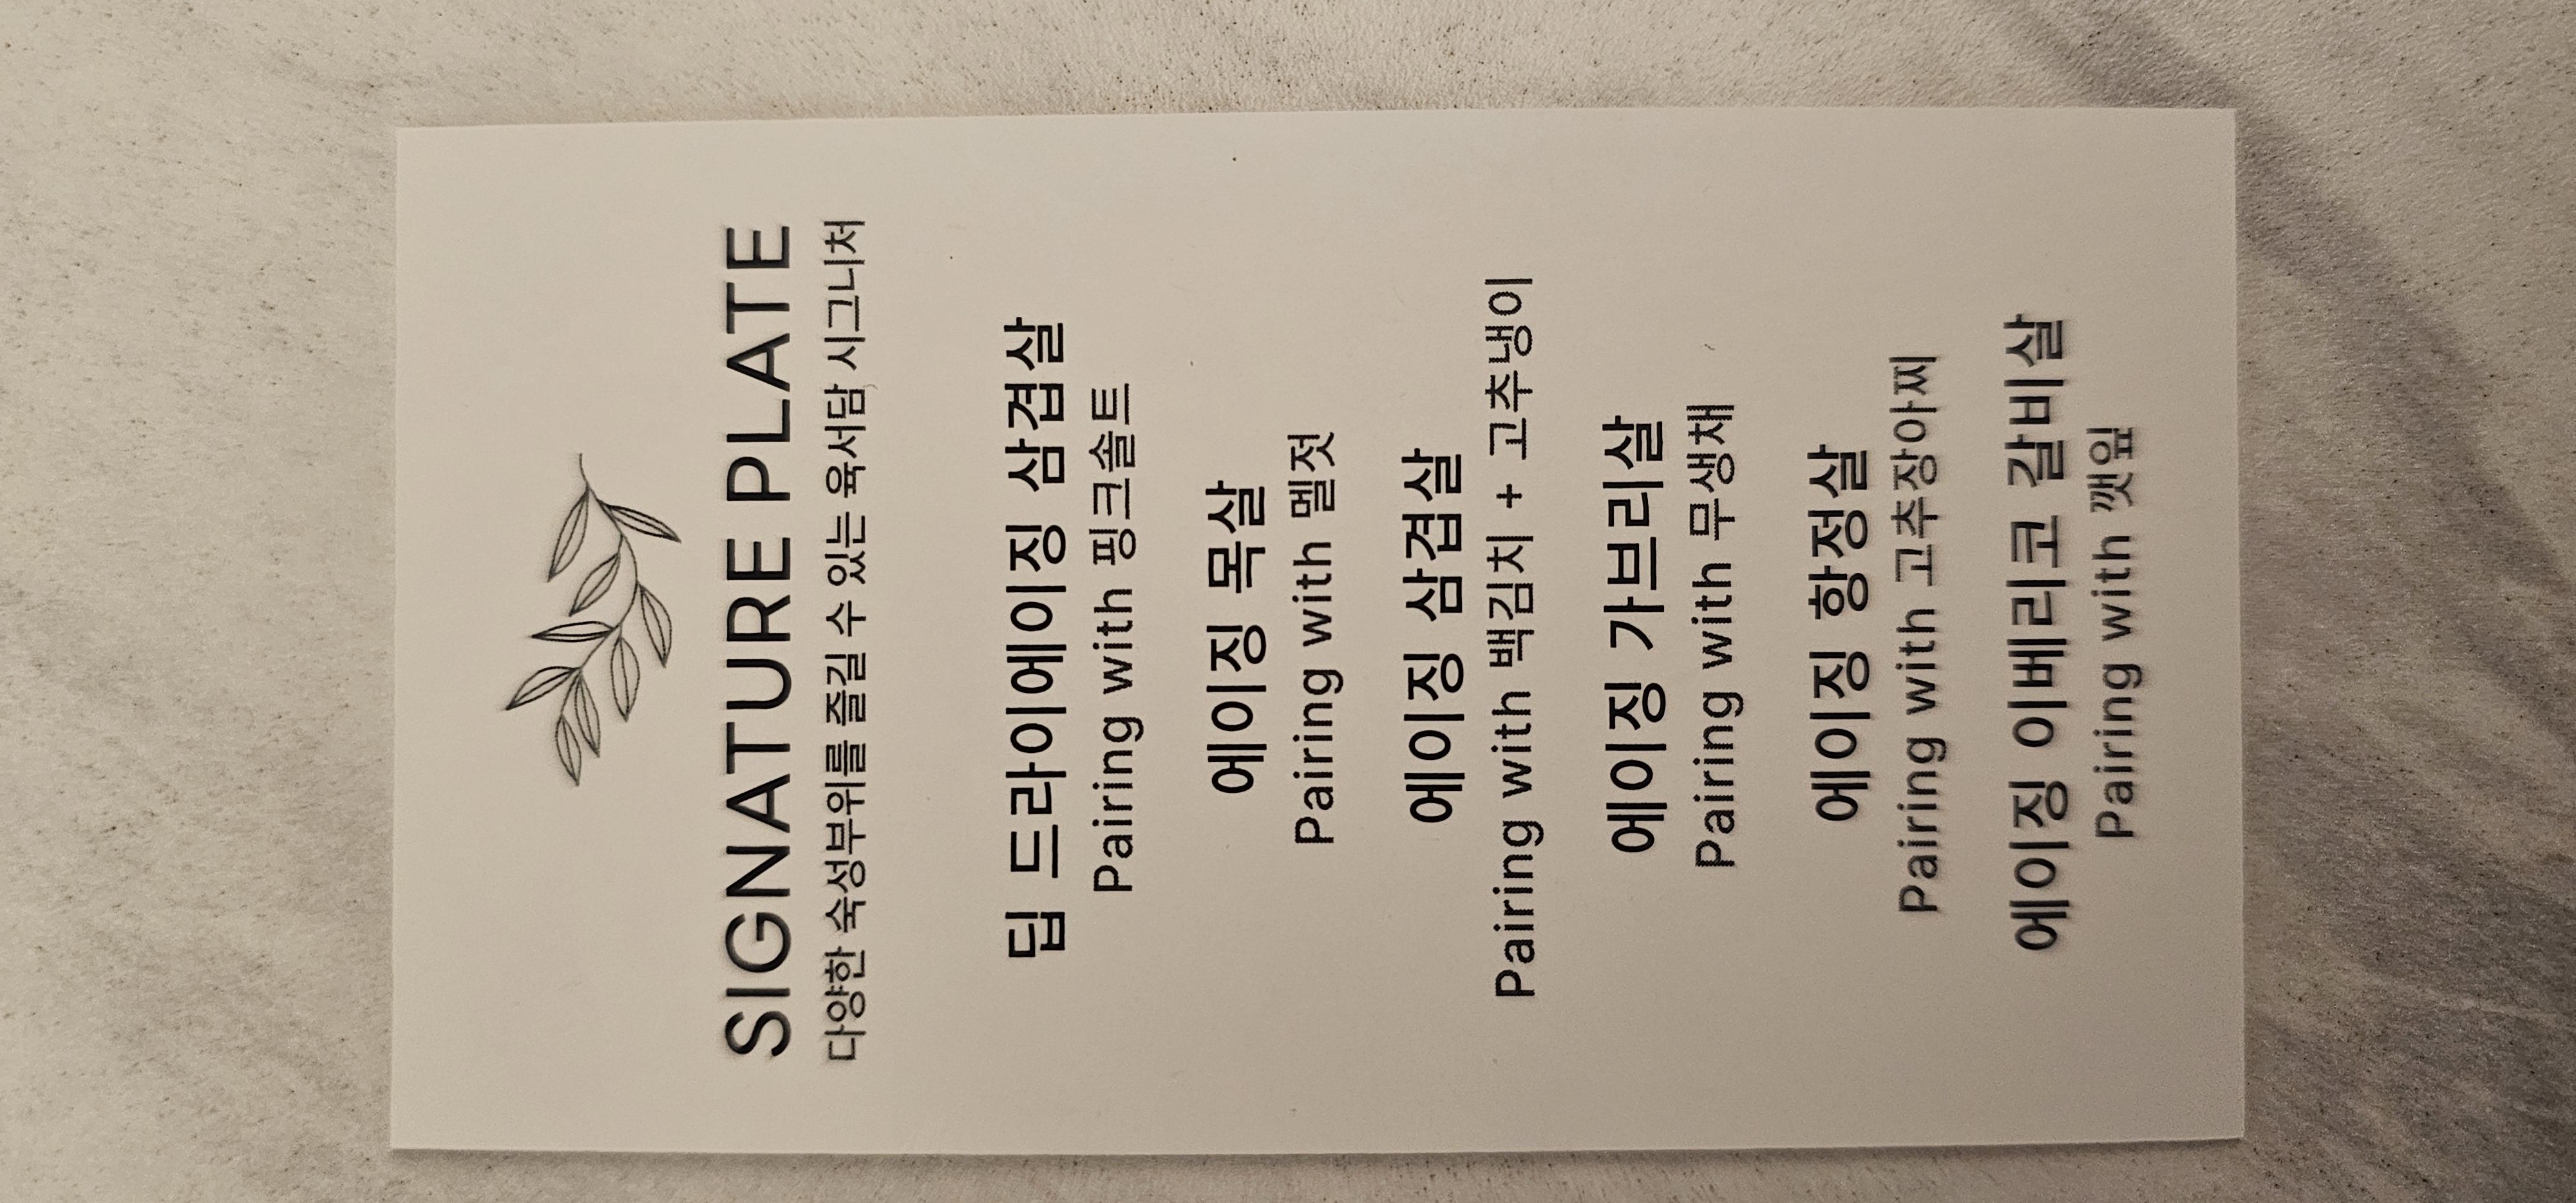 SIGNATURE PLATE
다양한 숙성부위를 즐길 수 있는 육서담 시그니처
딥 드라이에이징 삼겹살
Pairing with 핑크솔트
에이징 목살
Pairing with 멜젓
에이징 삼겹살
Pairing with 백김치 + 고추냉이
에이징 가브리살
Pairing with 무생채
에이징 항정살
Pairing with 고추장아찌
에이징 이베리코 갈비살
Pairing with 깻잎